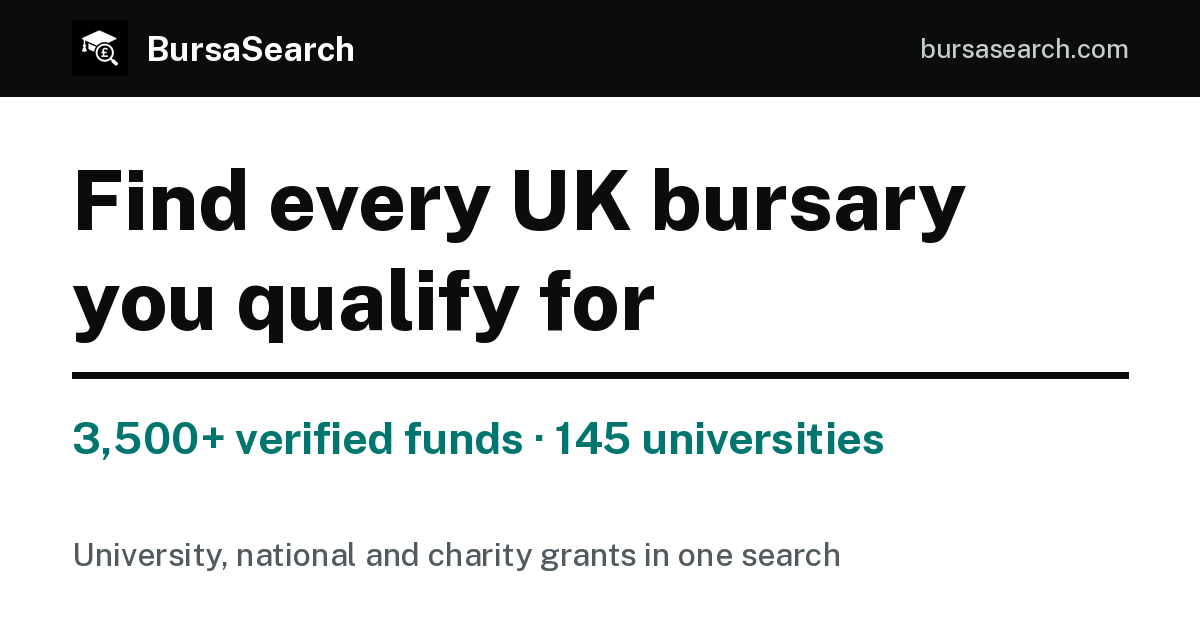 BursaSearch
bursasearch.com
Find every UK bursary
you qualify for
3,500+ verified funds · 145 universities
University, national and charity grants in one search